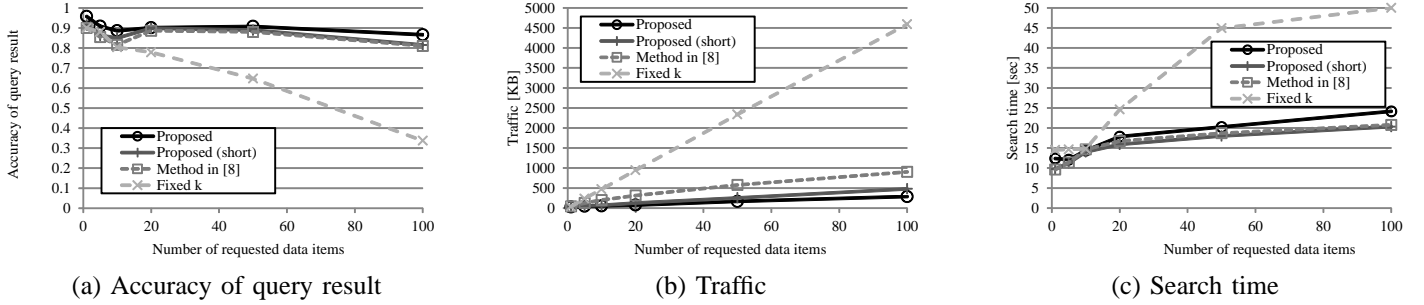 Accuracy of query result
1
0.9
0.8
0.7
0.6
0.5
0.4
0.3
0.2
0.1
0
Proposed
Proposed (short)
Method in [8]
Fixed k
0 20 40 60 80 100
Number of requested data items
(a) Accuracy of query result
Traffic [KB]
5000
4500
4000
3500
3000
2500
2000
1500
1000
500
0
Proposed
Proposed (short)
Method in [8]
Fixed k
0 20 40 60 80 100
Number of requested data items
(b) Traffic
Search time [sec]
50
45
40
35
30
25
20
15
10
5
0
Proposed
Proposed (short)
Method in [8]
Fixed k
0 20 40 60 80 100
Number of requested data items
(c) Search time